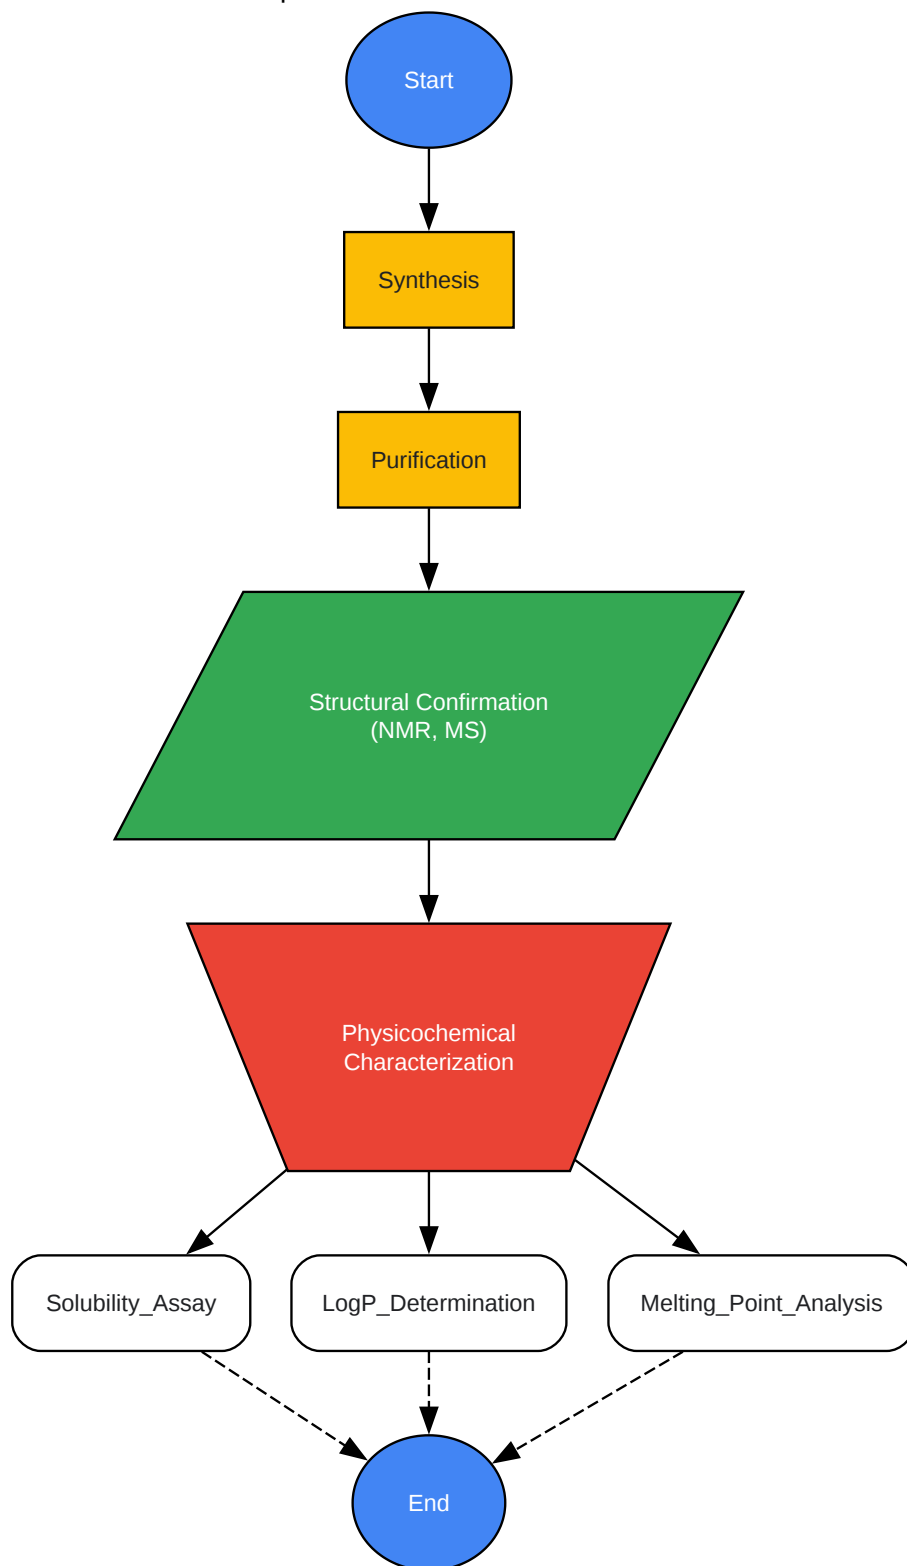 Start
Synthesis
Purification
Structural Confirmation
(NMR, MS)
Physicochemical
Characterization
Solubility_Assay
LogP_Determination
Melting_Point_Analysis
End